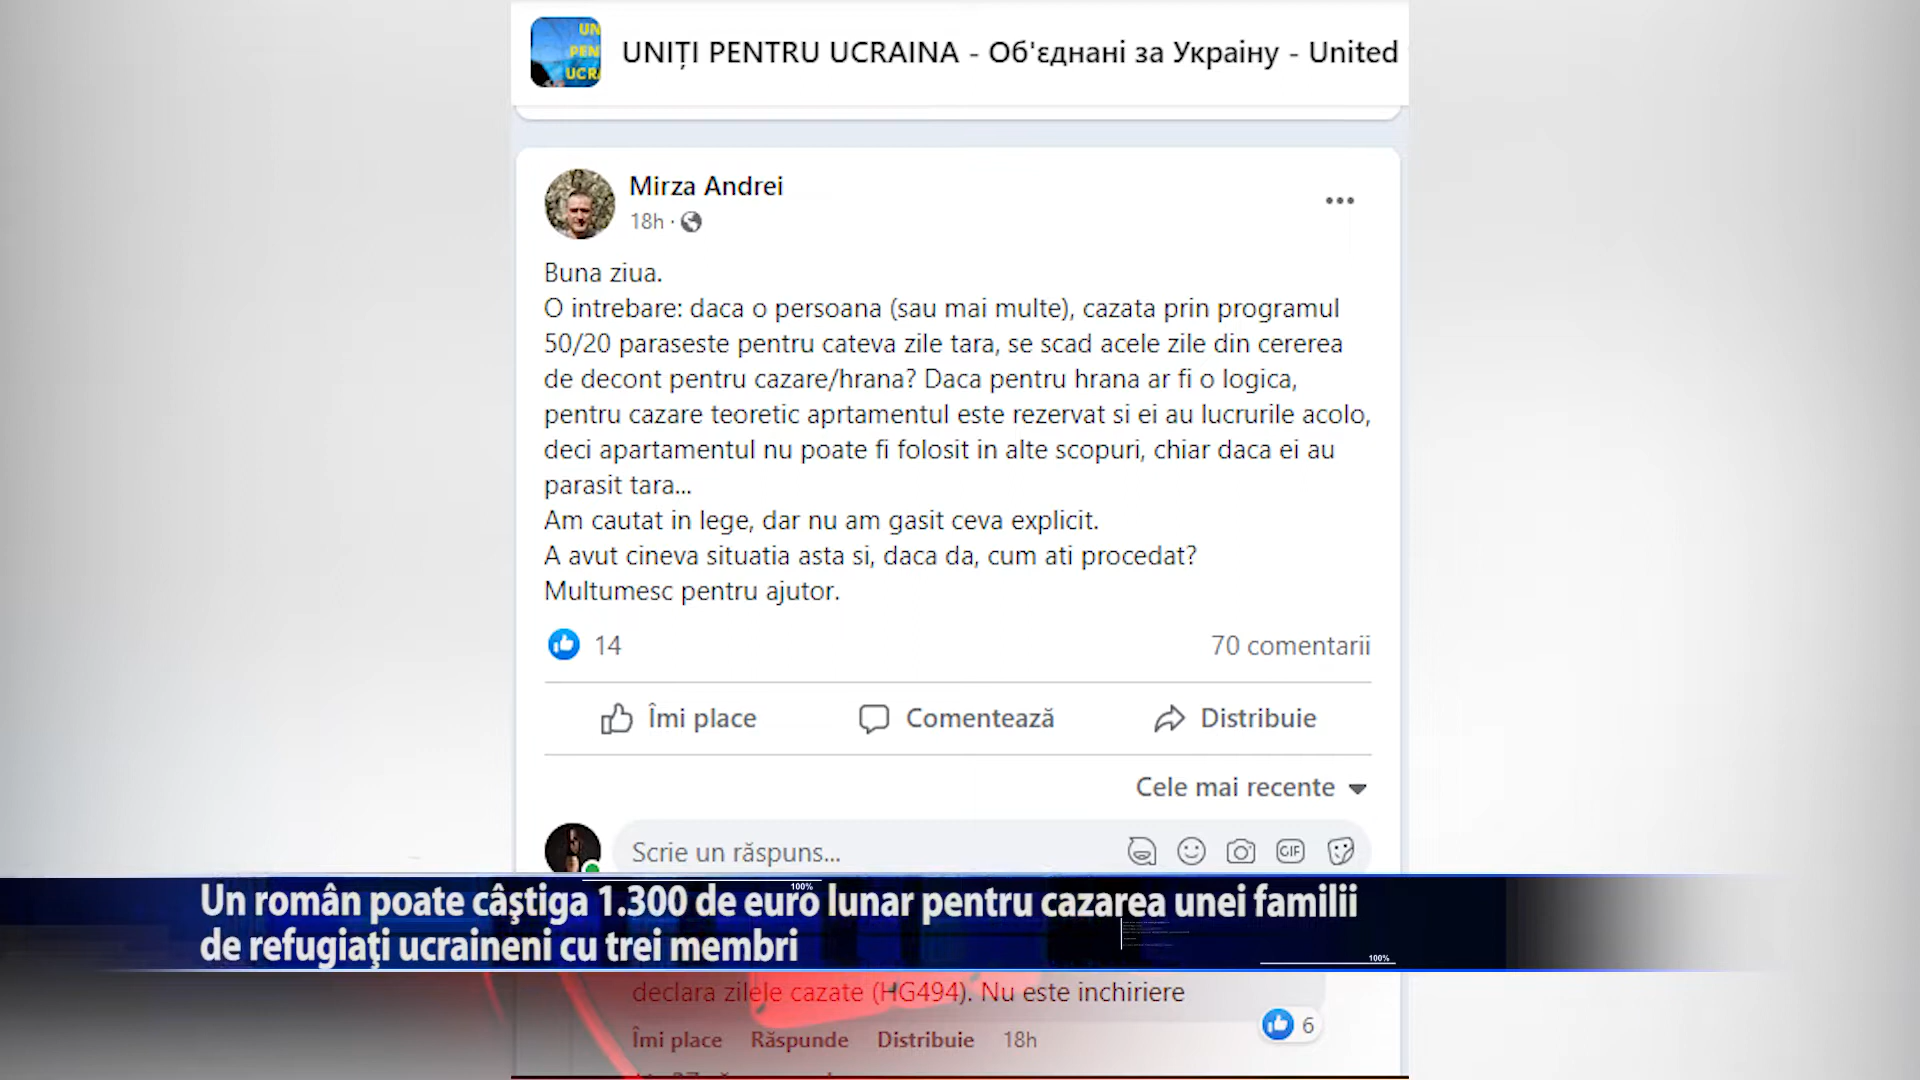 UN
PEN
UCR
UNIȚI PENTRU UCRAINA - Об'єднані за Україну - United
Mirza Andrei
18h ·
Buna ziua.
O intrebare: daca o persoana (sau mai multe), cazata prin programul
50/20 paraseste pentru cateva zile tara, se scad acele zile din cererea
de decont pentru cazare/hrana? Daca pentru hrana ar fi o logica,
pentru cazare teoretic aprtamentul este rezervat si ei au lucrurile acolo,
deci apartamentul nu poate fi folosit in alte scopuri, chiar daca ei au
parasit tara...
Am cautat in lege, dar nu am gasit ceva explicit.
A avut cineva situatia asta si, daca da, cum ati procedat?
Multumesc pentru ajutor.
14
70 comentarii
Îmi place
Comentează
Distribuie
Cele mai recente
Scrie un răspuns...
GIF
100%
Un român poate câştiga 1.300 de euro lunar pentru cazarea unei familii
de refugiaţi ucraineni cu trei membri
100%
declara zilele cazate (HG494). Nu este inchiriere
6
Îmi place Răspunde Distribuie 18h